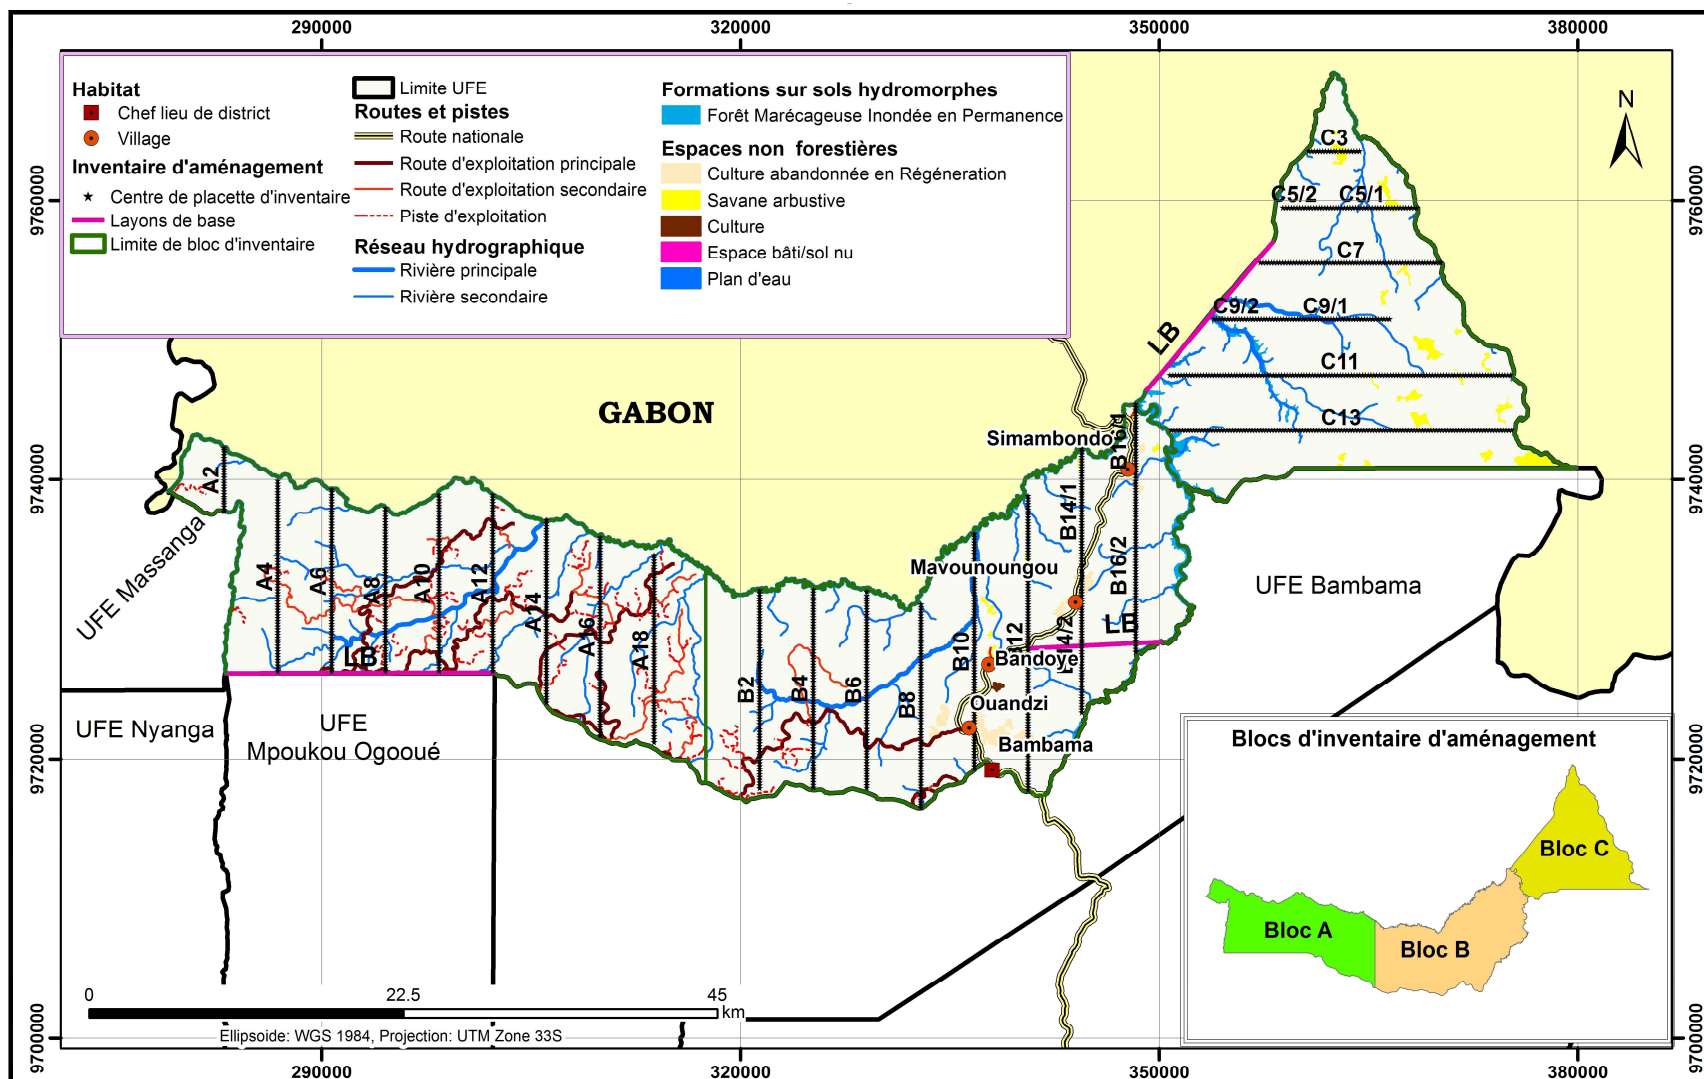 290000
320000
350000
380000
Habitat
Chef lieu de district
Village
Inventaire d'aménagement
Centre de placette d'inventaire
Layons de base
Limite de bloc d'inventaire
Limite UFE
Routes et pistes
Route nationale
Route d'exploitation principale
Route d'exploitation secondaire
Piste d'exploitation
Réseau hydrographique
Rivière principale
Rivière secondaire
Formations sur sols hydromorphes
Forêt Marécageuse Inondée en Permanence
Espaces non forestières
Culture abandonnée en Régéneration
Savane arbustive
Culture
Espace bâti/sol nu
Plan d'eau
N
9760000
9760000
C3
C5/2
C5/1
C7
C9/2
C9/1
LB
C11
C13
GABON
Simambondo
B16/1
9740000
9740000
A2
UFE Massanga
A4
A6
A8
A10
A12
A14
A16
A18
LB
B2
B4
B6
B8
B10
B14/1
B16/2
Mavounoungou
LB
Bandoye
Ouandzi
Bambama
UFE Bambama
UFE Nyanga
UFE
Mpoukou Ogooué
9720000
9720000
Blocs d'inventaire d'aménagement
Bloc A
Bloc B
Bloc C
0
22.5
45
km
Ellipsoide: WGS 1984, Projection: UTM Zone 33S
9700000
9700000
290000
320000
350000
380000